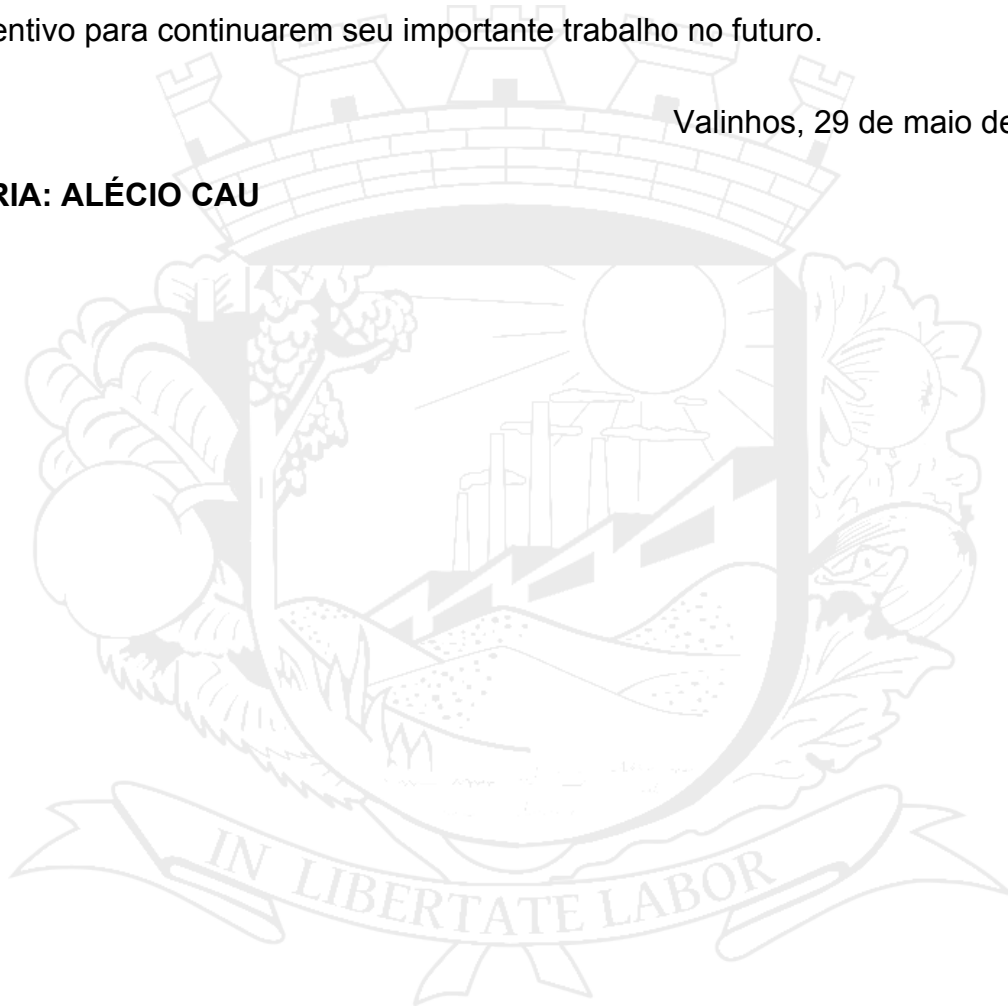 entivo para continuarem seu importante trabalho no futuro.
Valinhos, 29 de maio de
RIA: ALÉCIO CAU
IN LIBERTATE LABOR